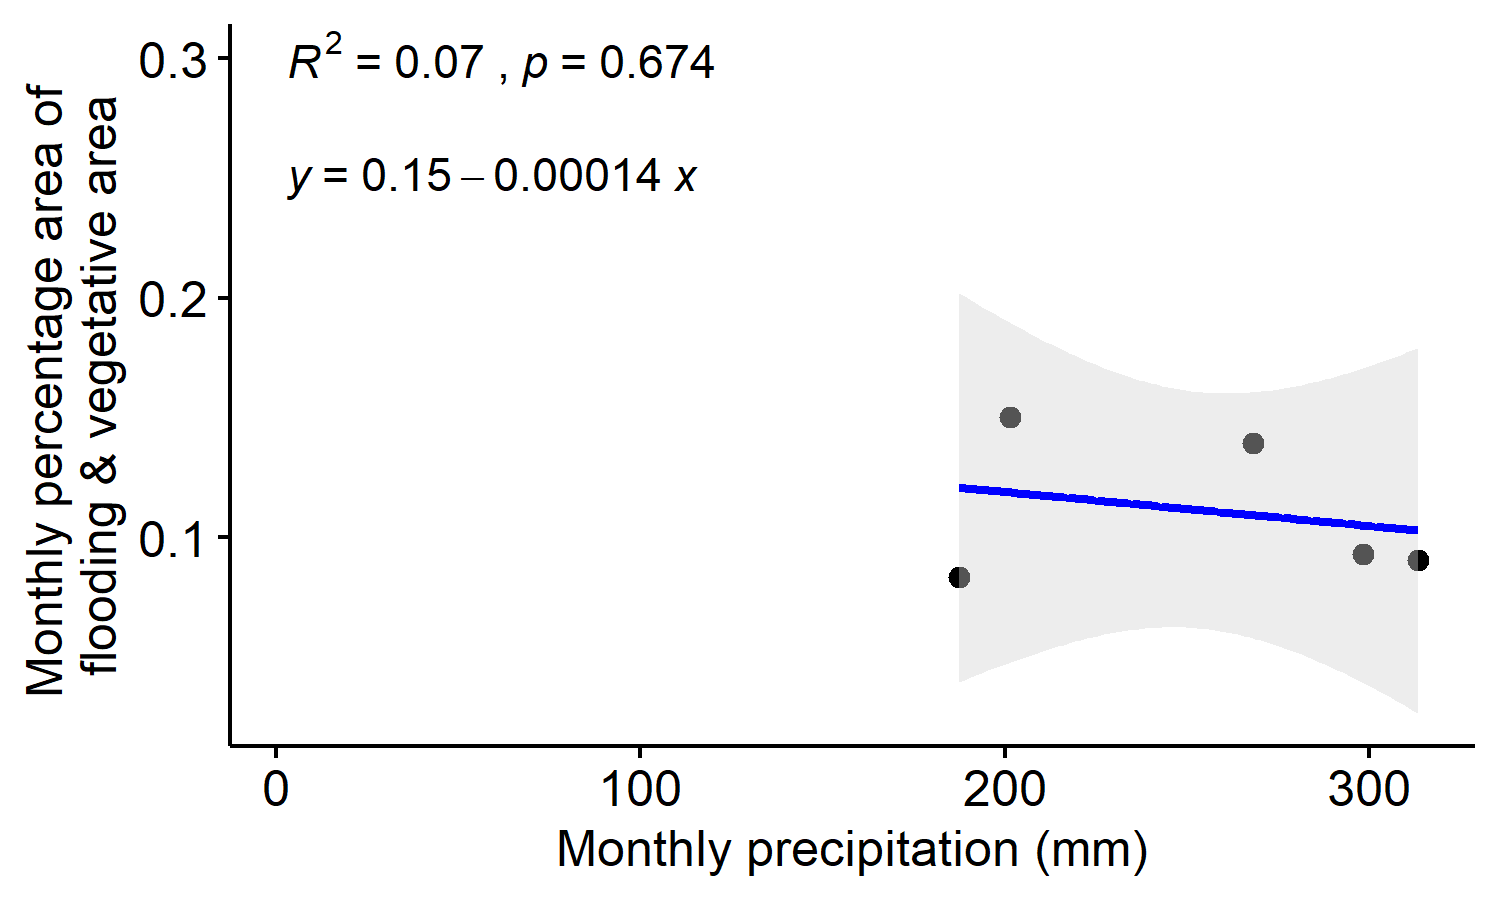 R² = 0.07 , p = 0.674
y = 0.15 – 0.00014 x
0.3
0.2
0.1
Monthly percentage area of
flooding & vegetative area
0 100 200 300
Monthly precipitation (mm)